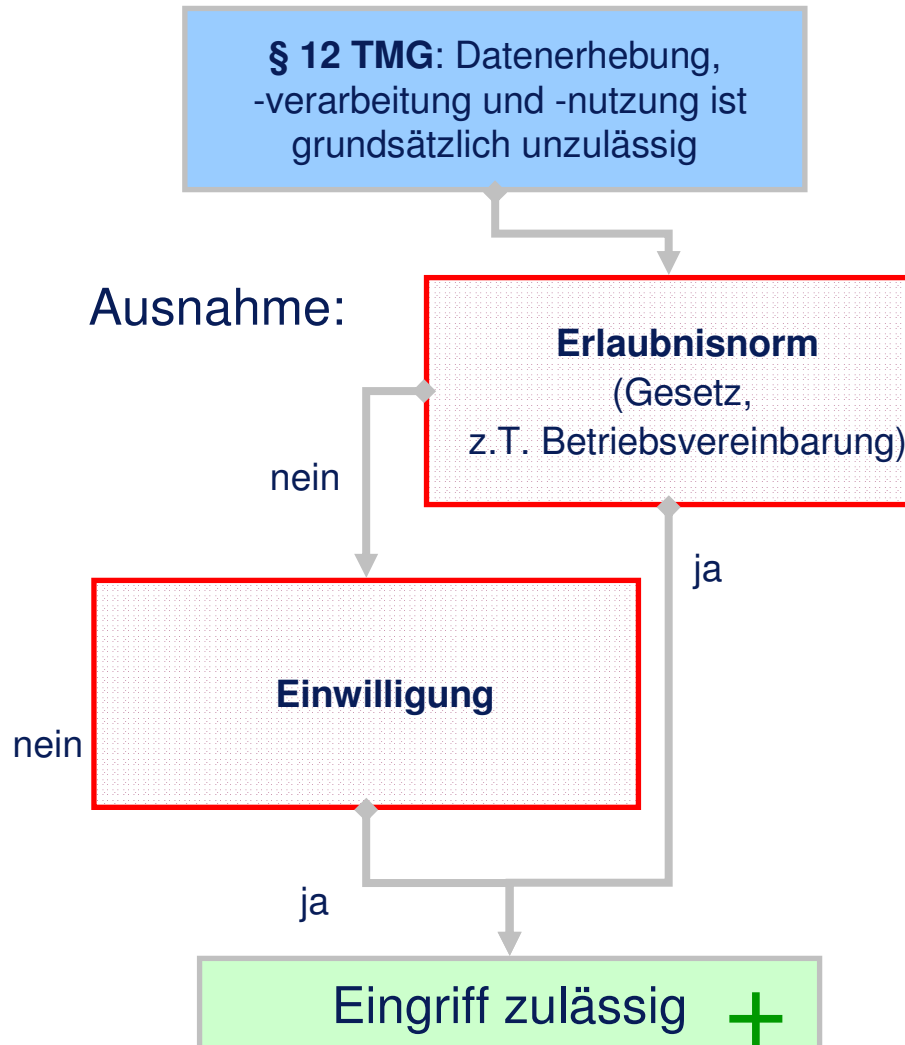 § 12 TMG: Datenerhebung,
-verarbeitung und -nutzung ist
grundsätzlich unzulässig
Ausnahme:
Erlaubnisnorm
(Gesetz,
z.T. Betriebsvereinbarung)
nein
ja
Einwilligung
nein
ja
Eingriff zulässig +